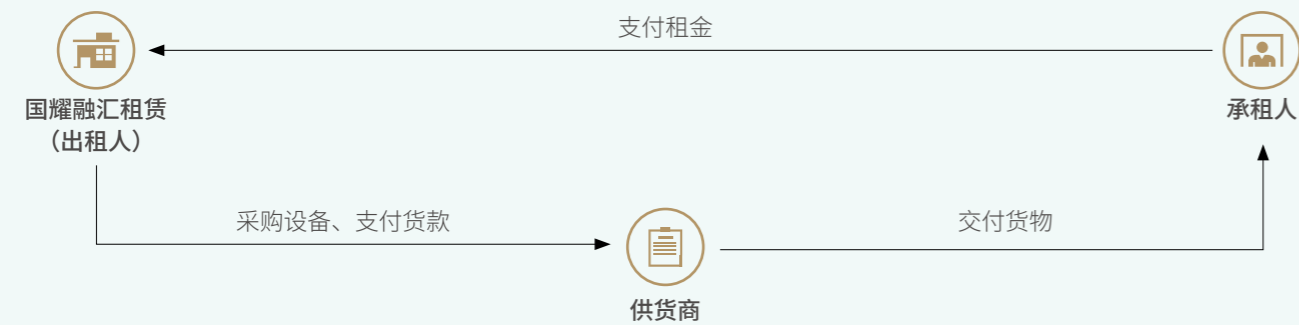 支付租金
国耀融汇租赁
（出租人）
承租人
采购设备、支付货款
交付货物
供货商